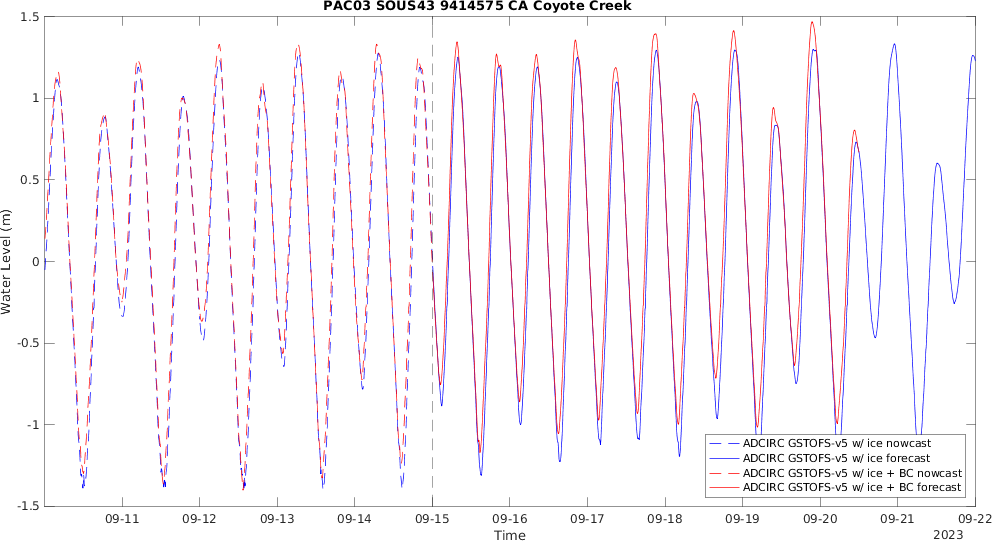 PAC03 SOUS43 9414575 CA Coyote Creek
1.5
1
0.5
0
-0.5
-1
-1.5
Water Level (m)
ADCIRC GSTOFS-v5 w/ ice nowcast
ADCIRC GSTOFS-v5 w/ ice forecast
ADCIRC GSTOFS-v5 w/ ice + BC nowcast
ADCIRC GSTOFS-v5 w/ ice + BC forecast
09-11 09-12 09-13 09-14 09-15 09-16 09-17 09-18 09-19 09-20 09-21 09-22
Time
2023